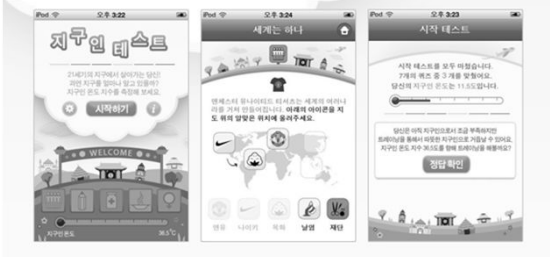 iPod 오후 3:22
지구인 테스트
21세기의 지구에서 살아가는 당신!
과연 지구를 얼마나 알고 있을까?
지구인 온도 지수를 측정해 보세요.
시작하기
WELCOME
지구인 온도
36.5℃
iPod 오후 3:24
세계는 하나
맨체스터 유나이티드 티셔츠는 세계의 여러나
라를 거쳐 만들어집니다. 아래의 아이콘을 지
도 위의 알맞은 위치에 올려주세요.
맨유 나이키 목화 날염 재단
iPod 오후 3:23
시작 테스트
시작 테스트를 모두 마쳤습니다.
7개의 퀴즈 중 3개를 맞혔어요.
당신의 지구인 온도는 11.5도입니다.
당신은 아직 지구인으로서 조금 부족하지만
트레이닝을 통해서 따뜻한 지구인으로 거듭날 수 있어요.
지구인 온도 지수 36.5도를 향해 트레이닝을 해볼까요?
정답 확인